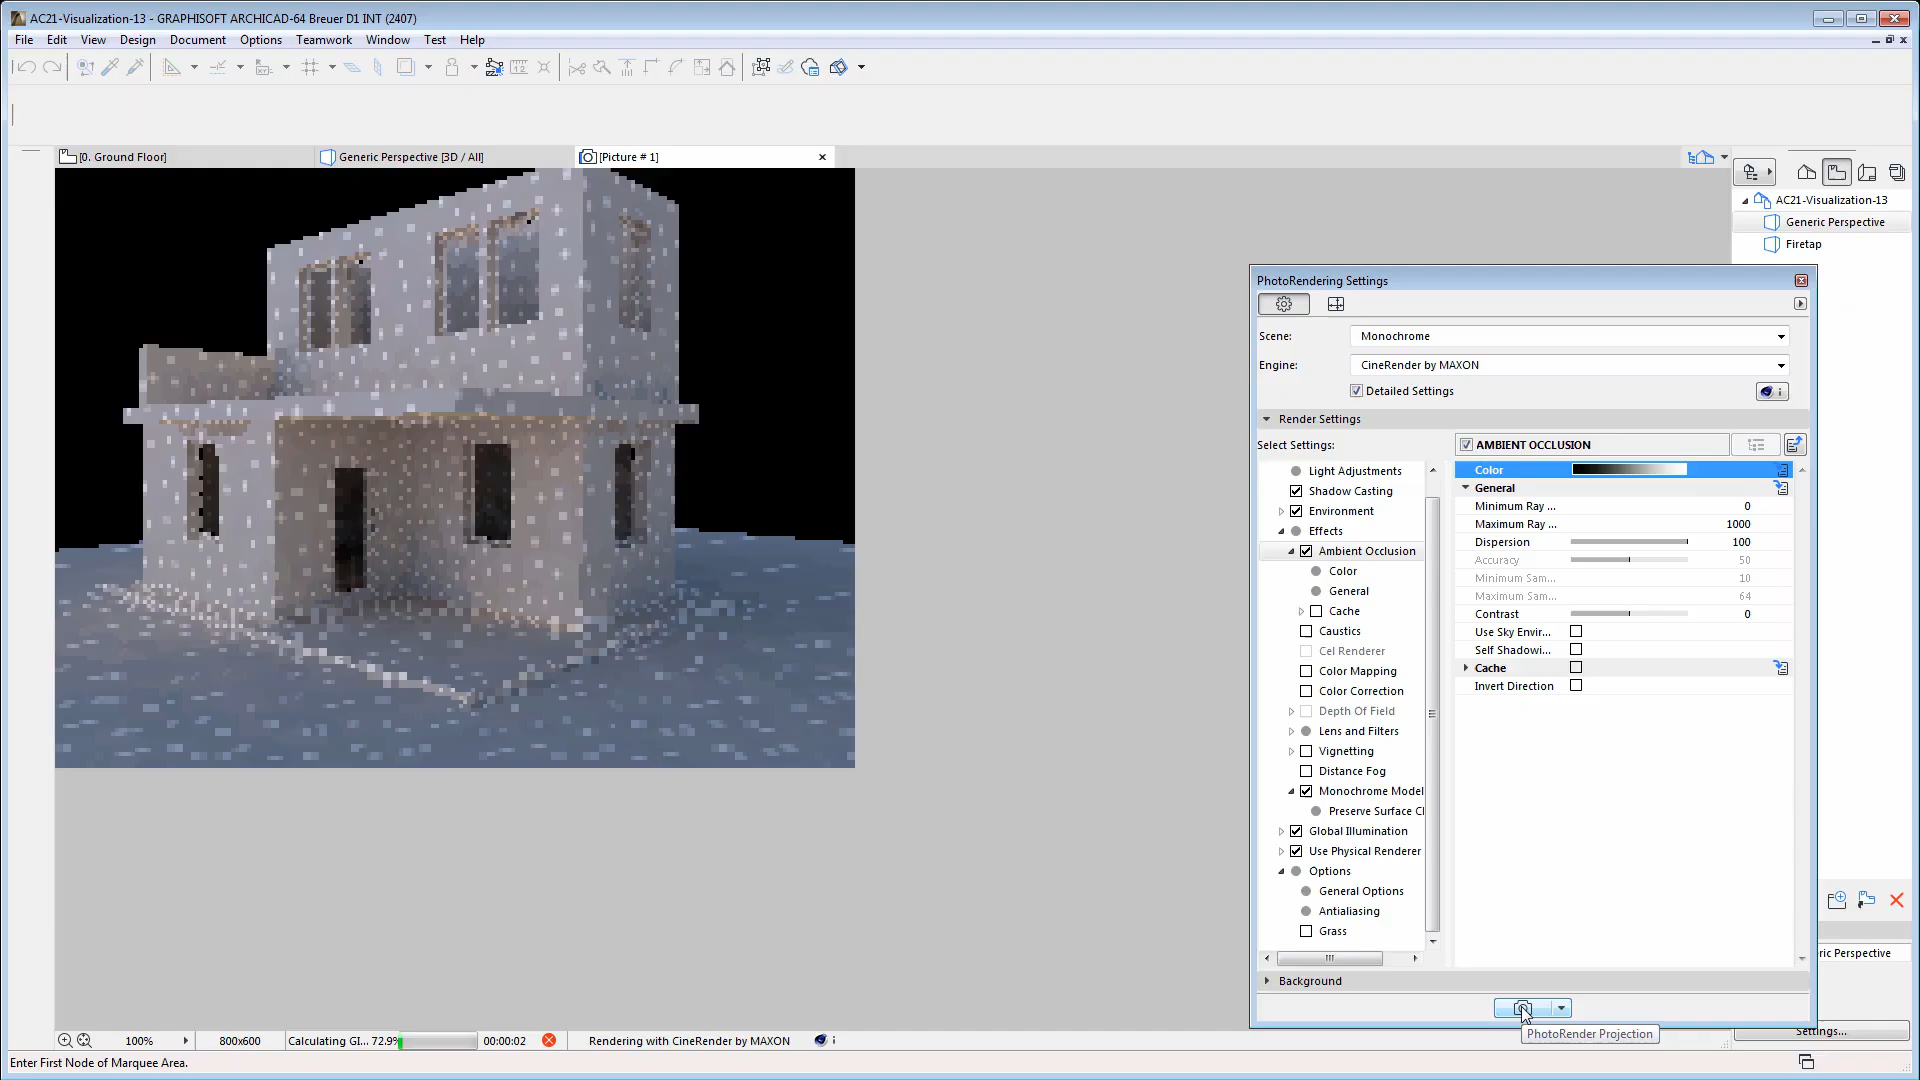 AC21-Visualization-13 - GRAPHISOFT ARCHICAD-64 Breuer D1 INT (2407)
File Edit View Design Document Options Teamwork Window Test Help
[0. Ground Floor]
Generic Perspective [3D / All]
[Picture # 1]
AC21-Visualization-13
Generic Perspective
Firetap
PhotoRendering Settings
Scene: Monochrome
Engine: CineRender by MAXON
Detailed Settings
Render Settings
Select Settings:
AMBIENT OCCLUSION
Light Adjustments
Shadow Casting
Environment
Effects
Ambient Occlusion
Color
General
Cache
Caustics
Cel Renderer
Color Mapping
Color Correction
Depth Of Field
Lens and Filters
Vignetting
Distance Fog
Monochrome Model
Preserve Surface Cl
Global Illumination
Use Physical Renderer
Options
General Options
Antialiasing
Grass
Color
General
Minimum Ray ... 0
Maximum Ray ... 1000
Dispersion 100
Accuracy 50
Minimum Sam... 10
Maximum Sam... 64
Contrast 0
Use Sky Envir...
Self Shadowi...
Cache
Invert Direction
Background
PhotoRender Projection
ric Perspective
Settings...
100%
800x600
Calculating GI... 72.9%
00:00:02
Rendering with CineRender by MAXON
Enter First Node of Marquee Area.